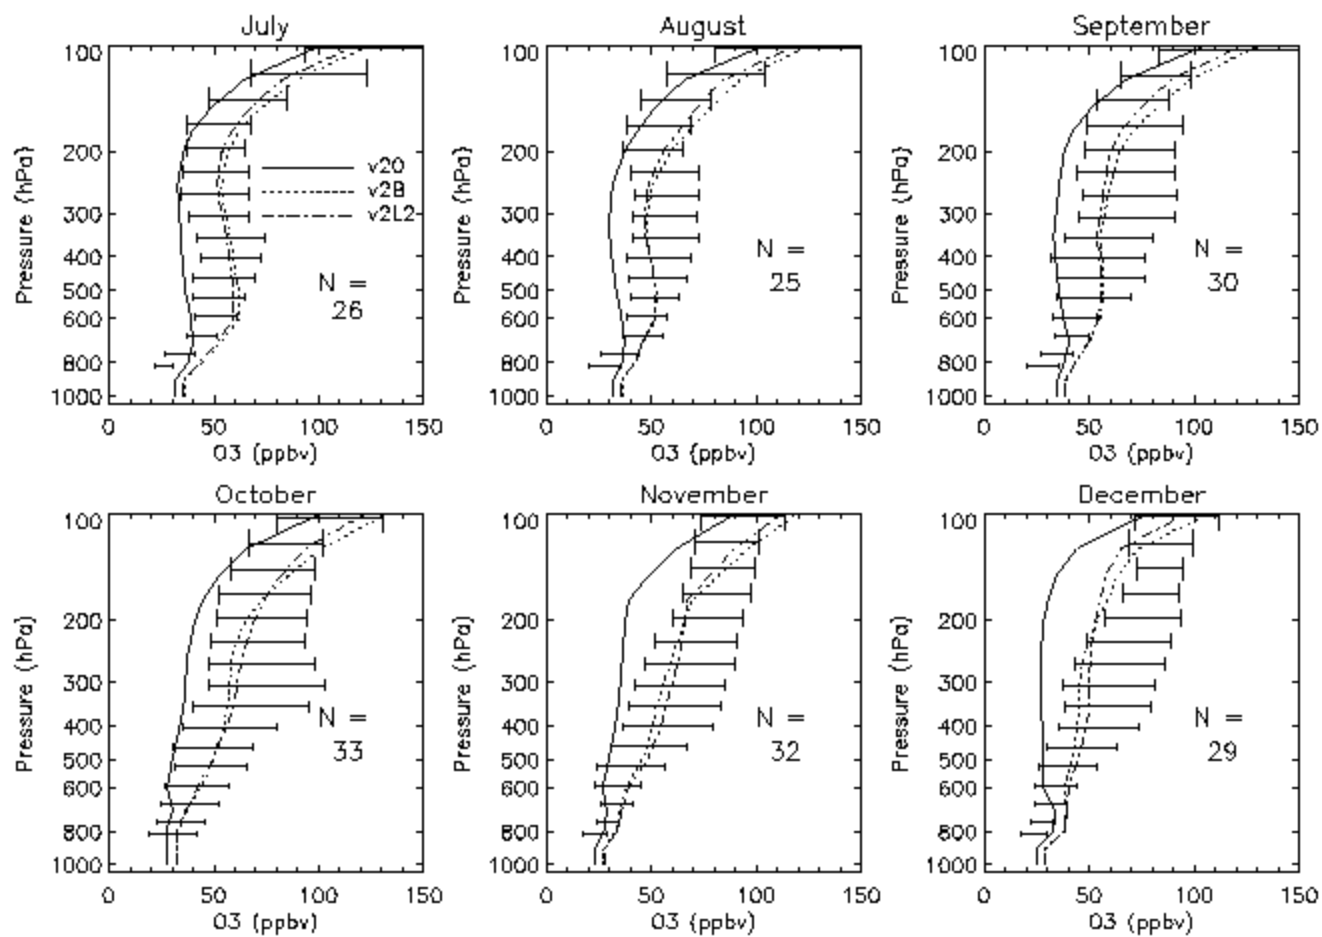 July
100
200
300
400
500
600
800
1000
Pressure (hPa)
v20
v2B
v2L2
N =
26
0 50 100 150
O3 (ppbv)
August
100
200
300
400
500
600
800
1000
Pressure (hPa)
N =
25
0 50 100 150
O3 (ppbv)
September
100
200
300
400
500
600
800
1000
Pressure (hPa)
N =
30
0 50 100 150
O3 (ppbv)
October
100
200
300
400
500
600
800
1000
Pressure (hPa)
N =
33
0 50 100 150
O3 (ppbv)
November
100
200
300
400
500
600
800
1000
Pressure (hPa)
N =
32
0 50 100 150
O3 (ppbv)
December
100
200
300
400
500
600
800
1000
Pressure (hPa)
N =
29
0 50 100 150
O3 (ppbv)